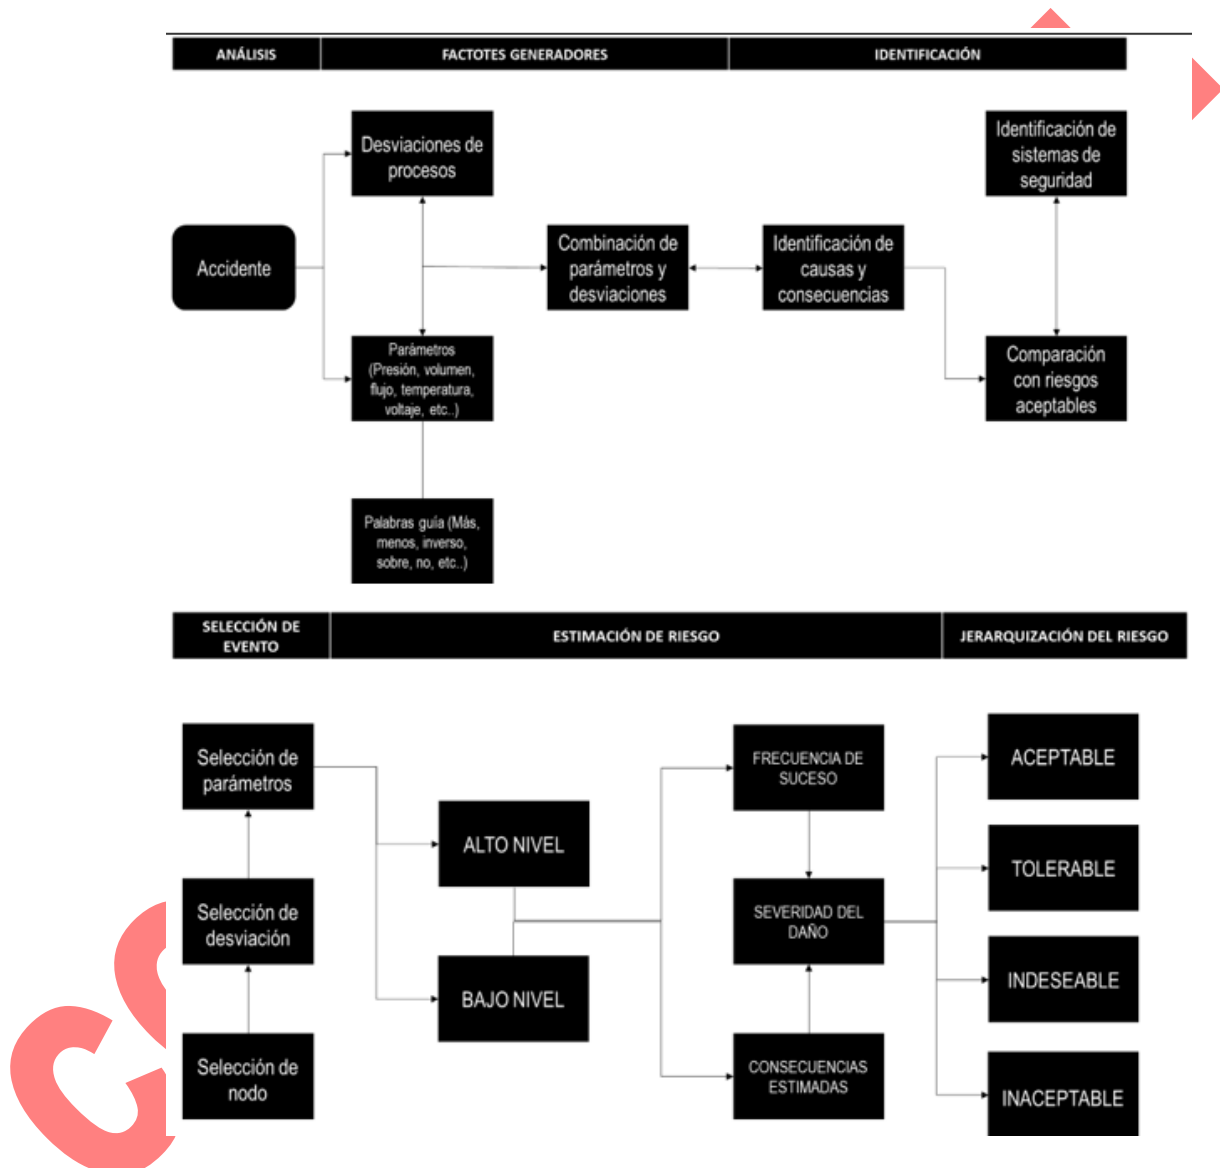 ANÁLISIS
FACTOTES GENERADORES
IDENTIFICACIÓN
Desviaciones de
procesos
Identificación de
sistemas de
seguridad
Accidente
Combinación de
parámetros y
desviaciones
Identificación de
causas y
consecuencias
Parámetros
(Presión, volumen,
flujo, temperatura,
voltaje, etc..)
Comparación
con riesgos
aceptables
Palabras guía (Más,
menos, inverso,
sobre, no, etc..)
SELECCIÓN DE
EVENTO
ESTIMACIÓN DE RIESGO
JERARQUIZACIÓN DEL RIESGO
Selección de
parámetros
FRECUENCIA DE
SUCESO
ACEPTABLE
ALTO NIVEL
TOLERABLE
Selección de
desviación
SEVERIDAD DEL
DAÑO
BAJO NIVEL
INDESEABLE
Selección de
nodo
CONSECUENCIAS
ESTIMADAS
INACEPTABLE